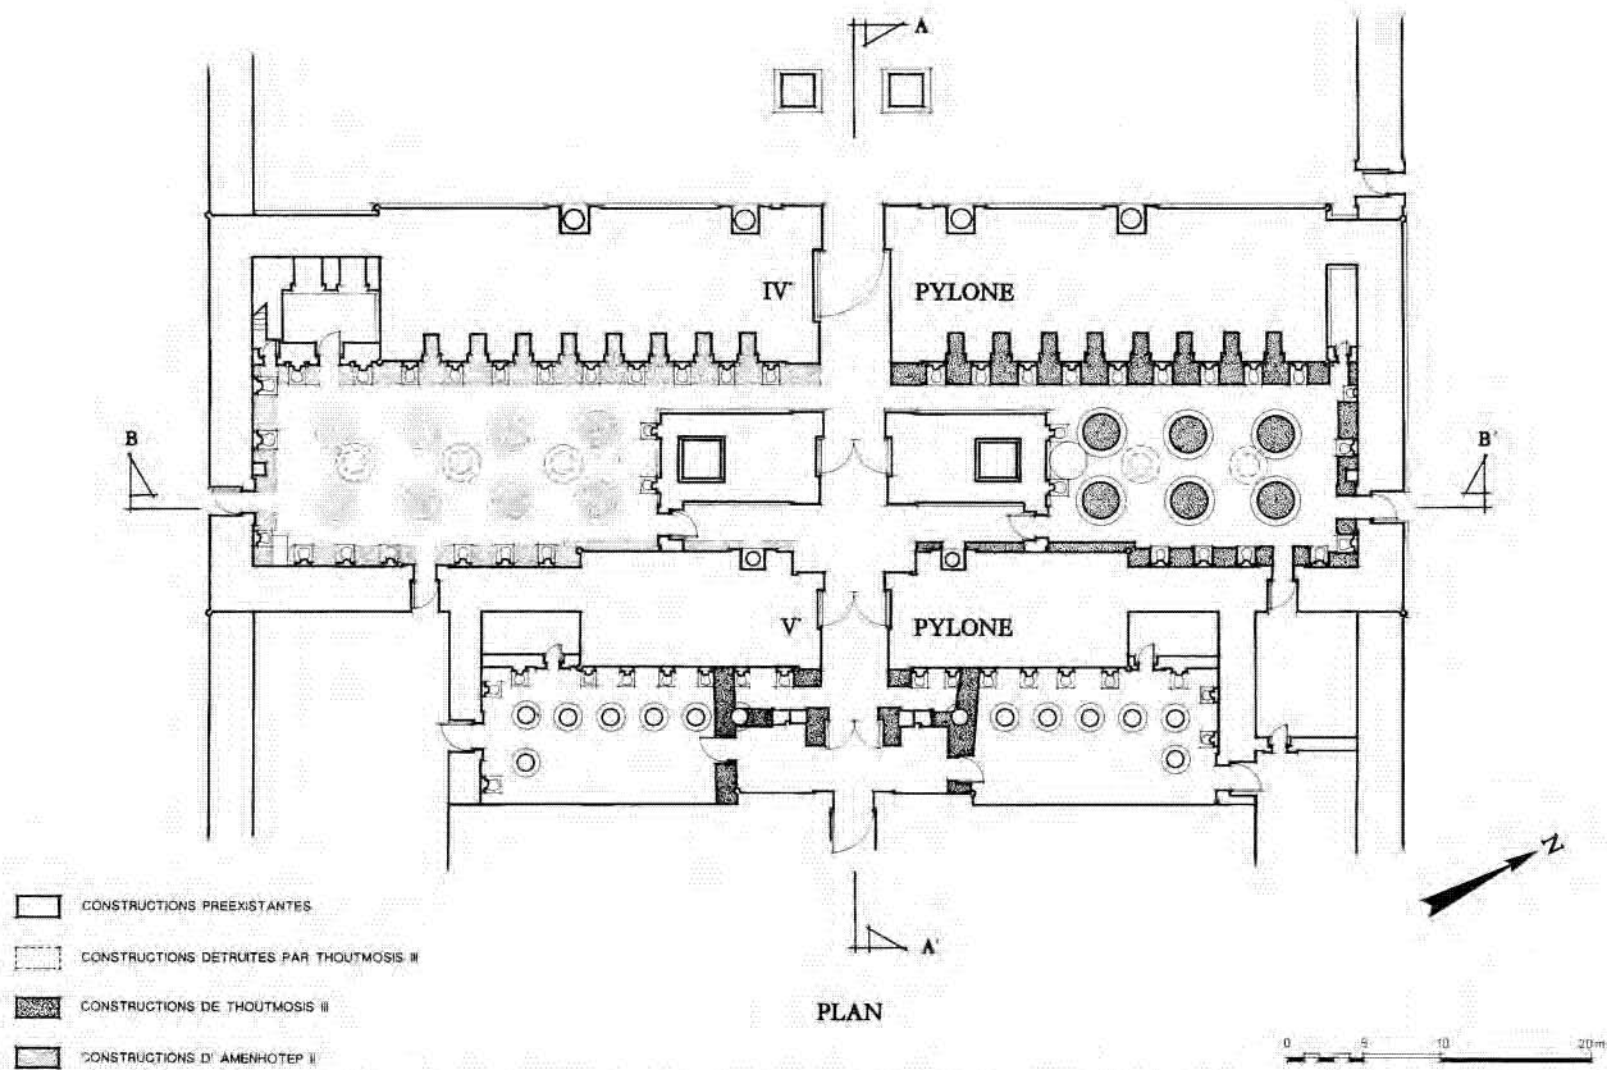 A
IV° PYLONE
B
B'
V° PYLONE
N
CONSTRUCTIONS PREEXISTANTES
CONSTRUCTIONS DETRUITES PAR THOUTMOSIS III
A'
CONSTRUCTIONS DE THOUTMOSIS III
PLAN
CONSTRUCTIONS D' AMENHOTEP II
0 5 10 20m